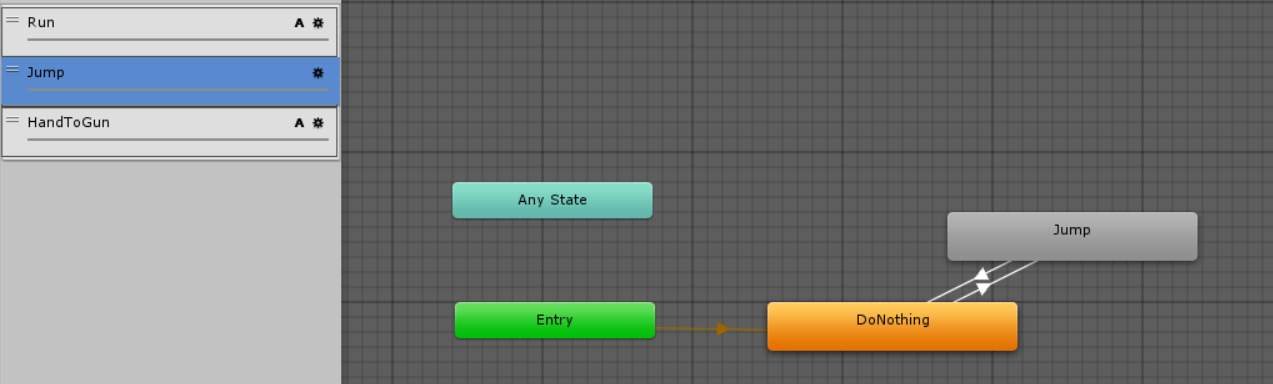 Run A
Jump
HandToGun A
Any State
Jump
Entry
DoNothing